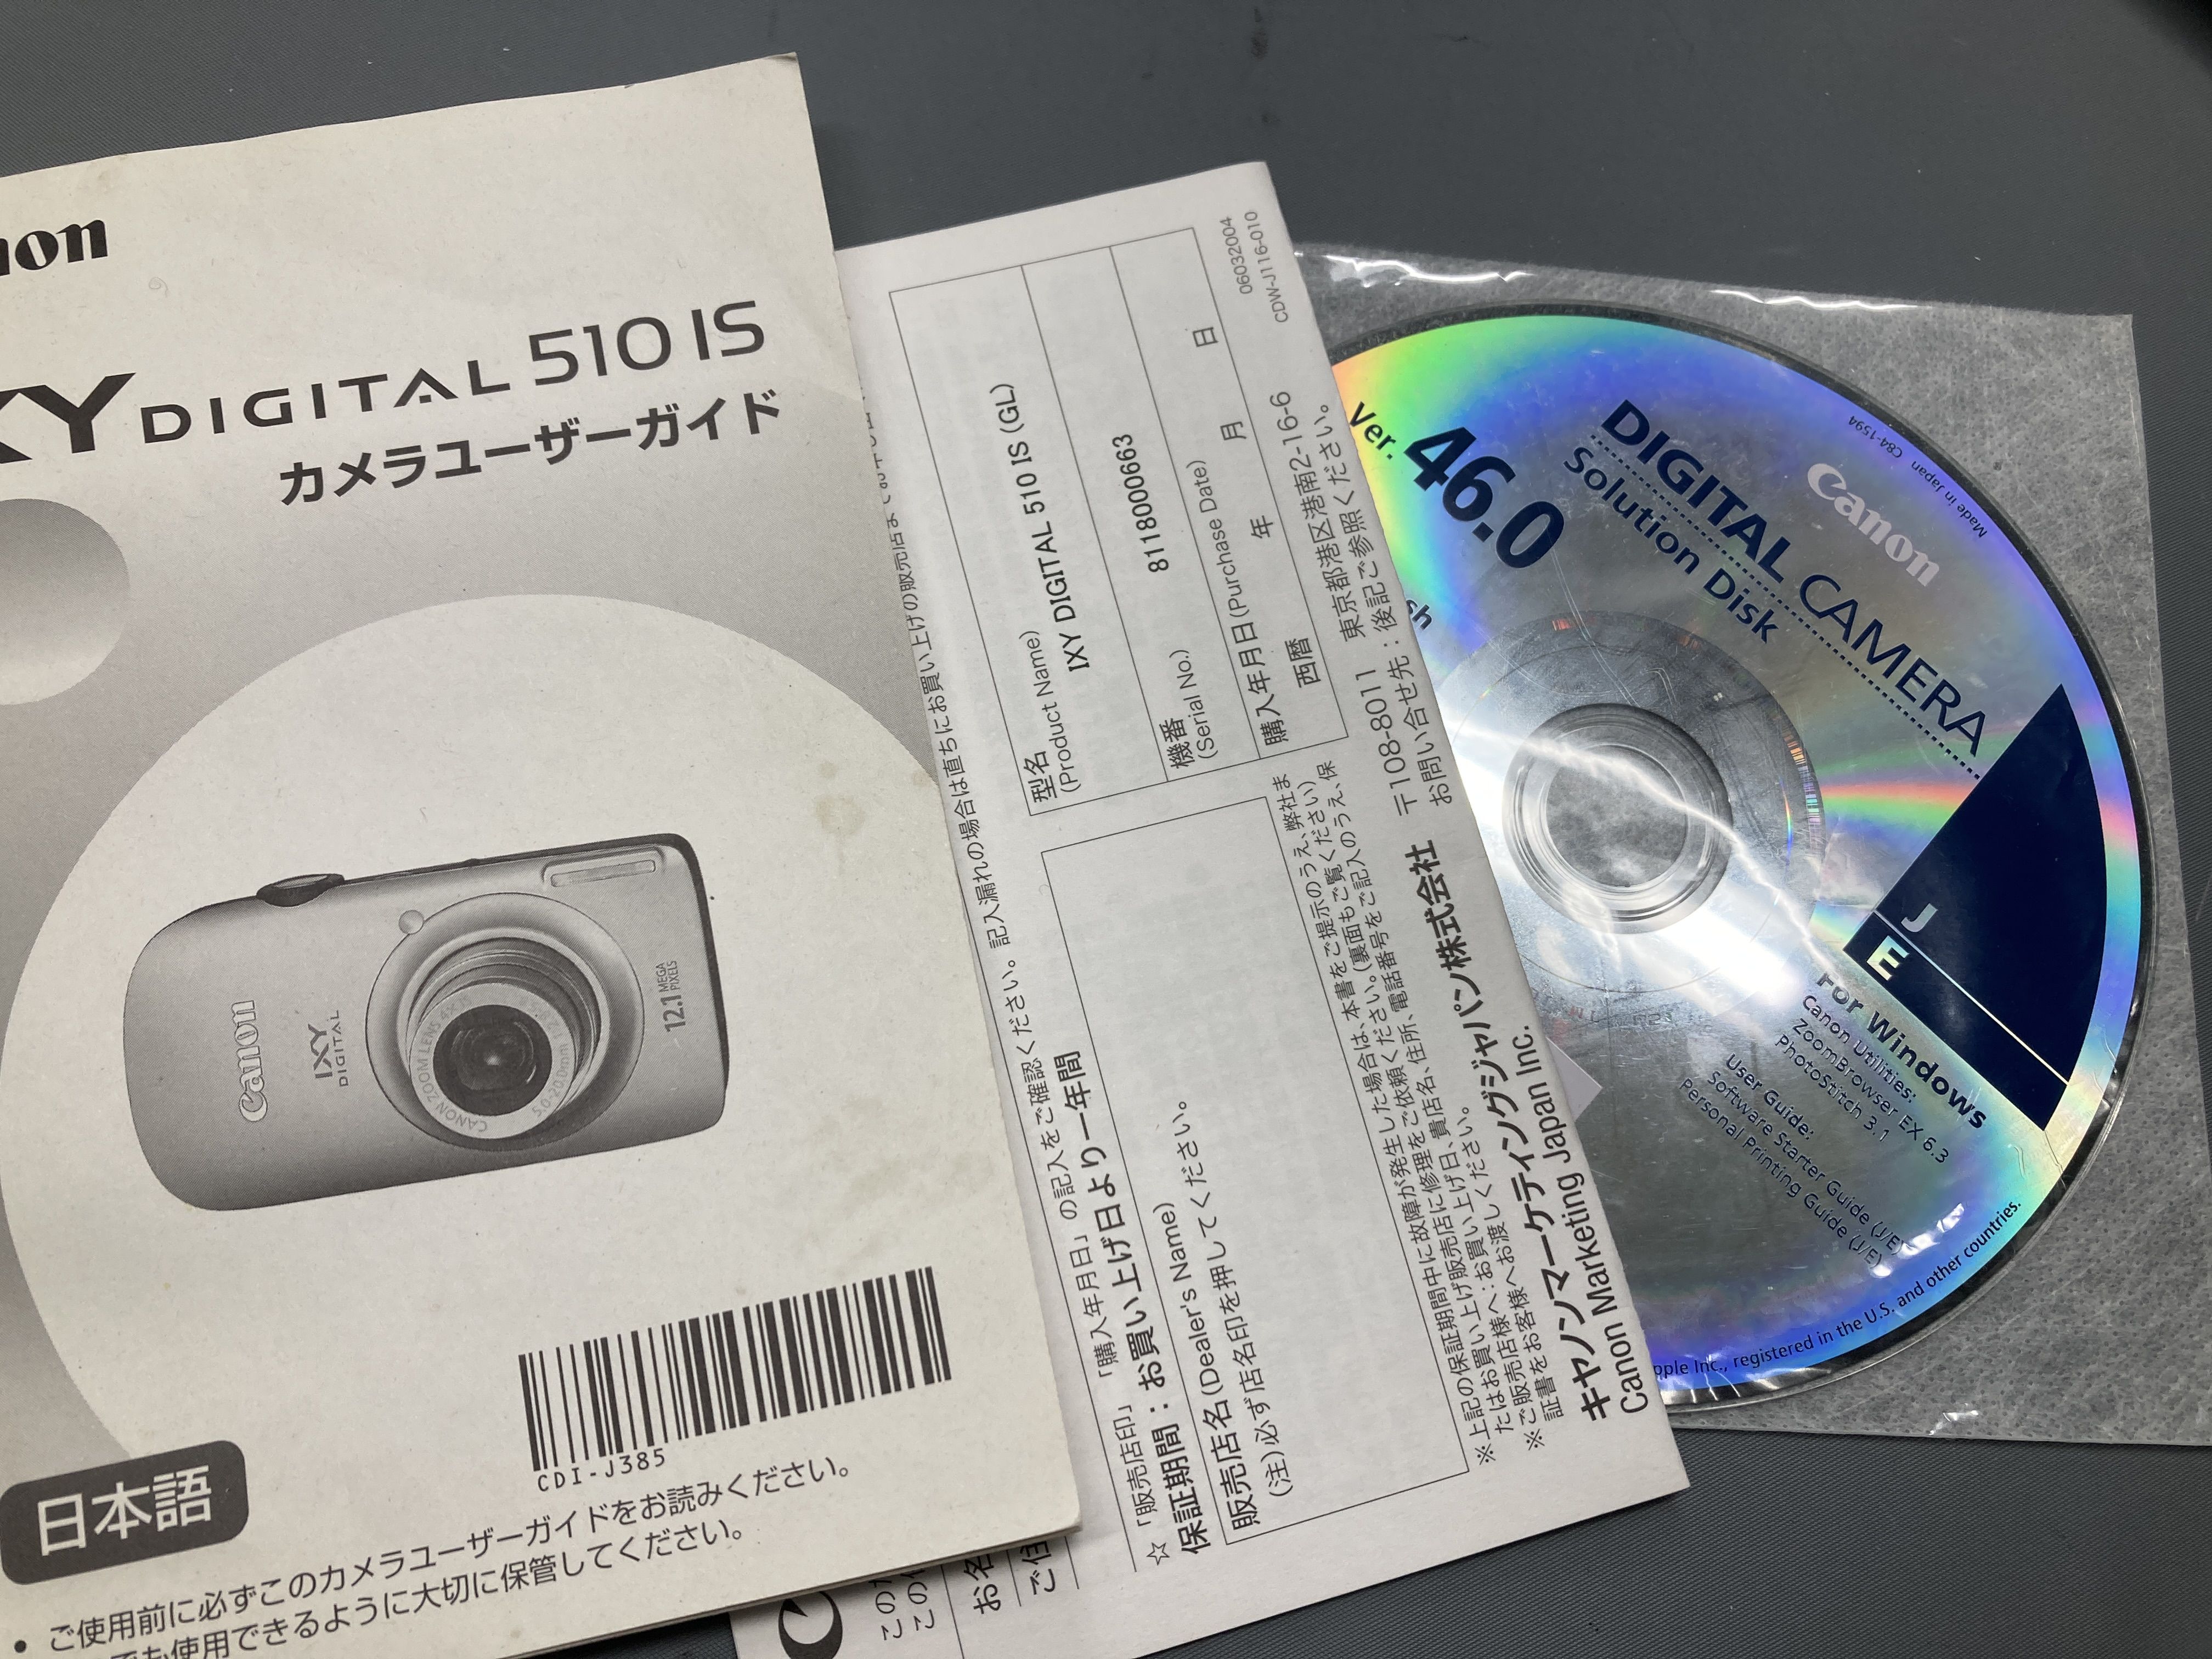 Canon
IXY DIGITAL 510 IS
カメラユーザーガイド
Canon
IXY
DIGITAL
CANON ZOOM LENS
5.0-20.0mm
12.1 MEGA PIXELS
CDI-J385
日本語
• ご使用前に必ずこのカメラユーザーガイドをお読みください。
でも使用できるように大切に保管してください。
☆「販売店印」「購入年月日」の記入をご確認ください。記入漏れの場合は直ちにお買い上げの販売店
保証期間：お買い上げ日より一年間
販売店名(Dealer's Name)
(注)必ず店名印を押してください。
型名
(Product Name)
IXY DIGITAL 510 IS (GL)
機番
(Serial No.)
8118000663
購入年月日(Purchase Date)
西暦 年 月 日
06032004
CDW-J116-010
※上記の保証期間中に故障が発生した場合は、本書をご提示のうえ、弊社ま
たはお買い上げ販売店に修理をご依頼ください。(裏面もご覧ください)
※ご販売店様へ：お買い上げ日、貴店名、住所、電話番号をご記入のうえ、保
証書をお客様へお渡しください。
キヤノンマーケティングジャパン株式会社
Canon Marketing Japan Inc.
〒108-8011 東京都港区港南2-16-6
お問い合せ先：後記ご参照ください。
お名
ご住
Made in Japan C84-1594
Canon
DIGITAL CAMERA
Solution Disk
Ver. 46.0
J
E
For Windows
Canon Utilities:
ZoomBrowser EX 6.3
PhotoStitch 3.1
User Guide:
Software Starter Guide (J/E)
Personal Printing Guide (J/E)
Apple Inc., registered in the U.S. and other countries.